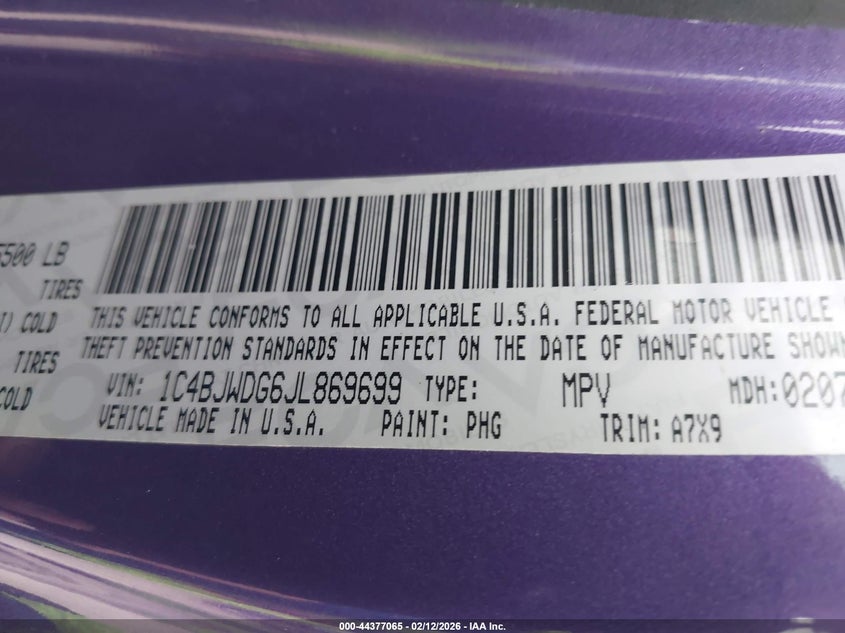 5500 LB
TIRES
I) COLD
TIRES
COLD
THIS VEHICLE CONFORMS TO ALL APPLICABLE U.S.A. FEDERAL MOTOR VEHICLE
THEFT PREVENTION STANDARDS IN EFFECT ON THE DATE OF MANUFACTURE SHOWN
VIN: 1C4BJWDG6JL869699 TYPE: MPV MDH: 0207
VEHICLE MADE IN U.S.A. PAINT: PHG TRIM: A7X9
000-44377065 - 02/12/2026 - IAA Inc.